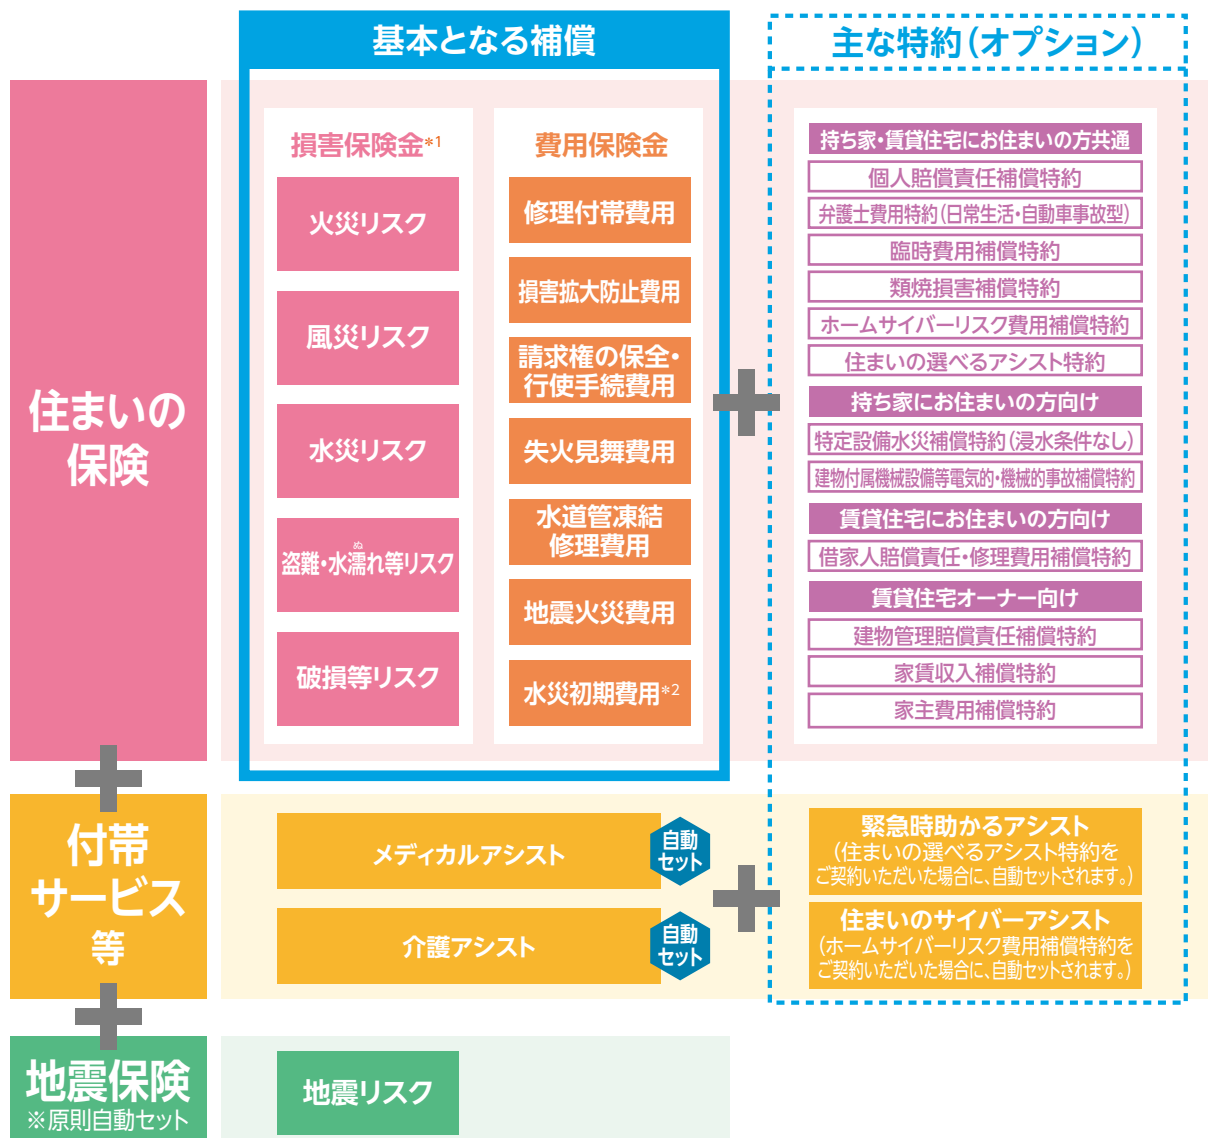 基本となる補償
主な特約（オプション）
住まいの
保険
損害保険金*1
火災リスク
風災リスク
水災リスク
ぬ
盗難・水濡れ等リスク
破損等リスク
費用保険金
修理付帯費用
損害拡大防止費用
請求権の保全・
行使手続費用
失火見舞費用
水道管凍結
修理費用
地震火災費用
水災初期費用*2
持ち家・賃貸住宅にお住まいの方共通
個人賠償責任補償特約
弁護士費用特約（日常生活・自動車事故型）
臨時費用補償特約
類焼損害補償特約
ホームサイバーリスク費用補償特約
住まいの選べるアシスト特約
持ち家にお住まいの方向け
特定設備水災補償特約（浸水条件なし）
建物付属機械設備等電気的・機械的事故補償特約
賃貸住宅にお住まいの方向け
借家人賠償責任・修理費用補償特約
賃貸住宅オーナー向け
建物管理賠償責任補償特約
家賃収入補償特約
家主費用補償特約
付帯
サービス
等
メディカルアシスト
自動
セット
介護アシスト
自動
セット
緊急時助かるアシスト
（住まいの選べるアシスト特約を
ご契約いただいた場合に、自動セットされます。）
住まいのサイバーアシスト
（ホームサイバーリスク費用補償特約を
ご契約いただいた場合に、自動セットされます。）
地震保険
※原則自動セット
地震リスク